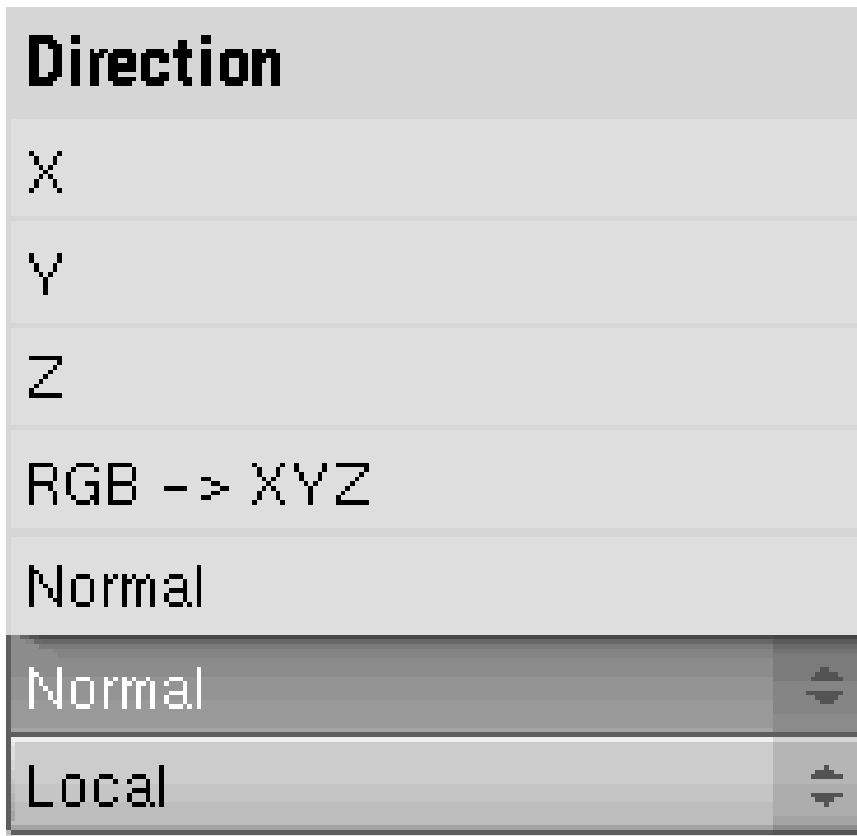 Direction
X
Y
Z
RGB -> XYZ
Normal
Normal
Local